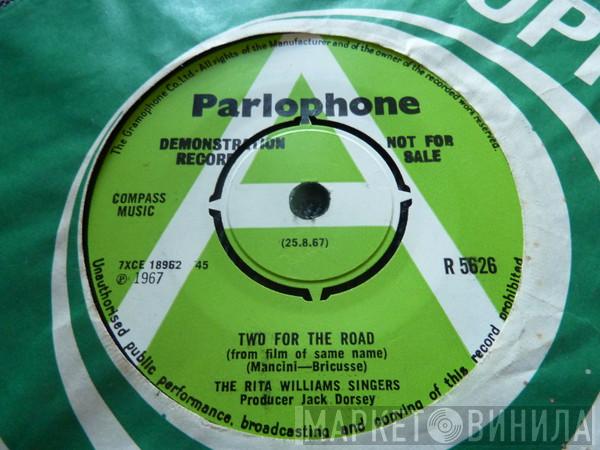 The Gramophone Co. Ltd. · All rights of the Manufacturer and of the owner of the recorded work reserved.
Parlophone
DEMONSTRATION NOT FOR
RECORD SALE
COMPASS
MUSIC
(25.8.67)
7XCE 18962 45
℗ 1967
R 5626
TWO FOR THE ROAD
(from film of same name)
(Mancini—Bricusse)
THE RITA WILLIAMS SINGERS
Producer Jack Dorsey
Unauthorised public performance, broadcasting and copying of this record prohibited
МАРКЕТ ВИНИЛА